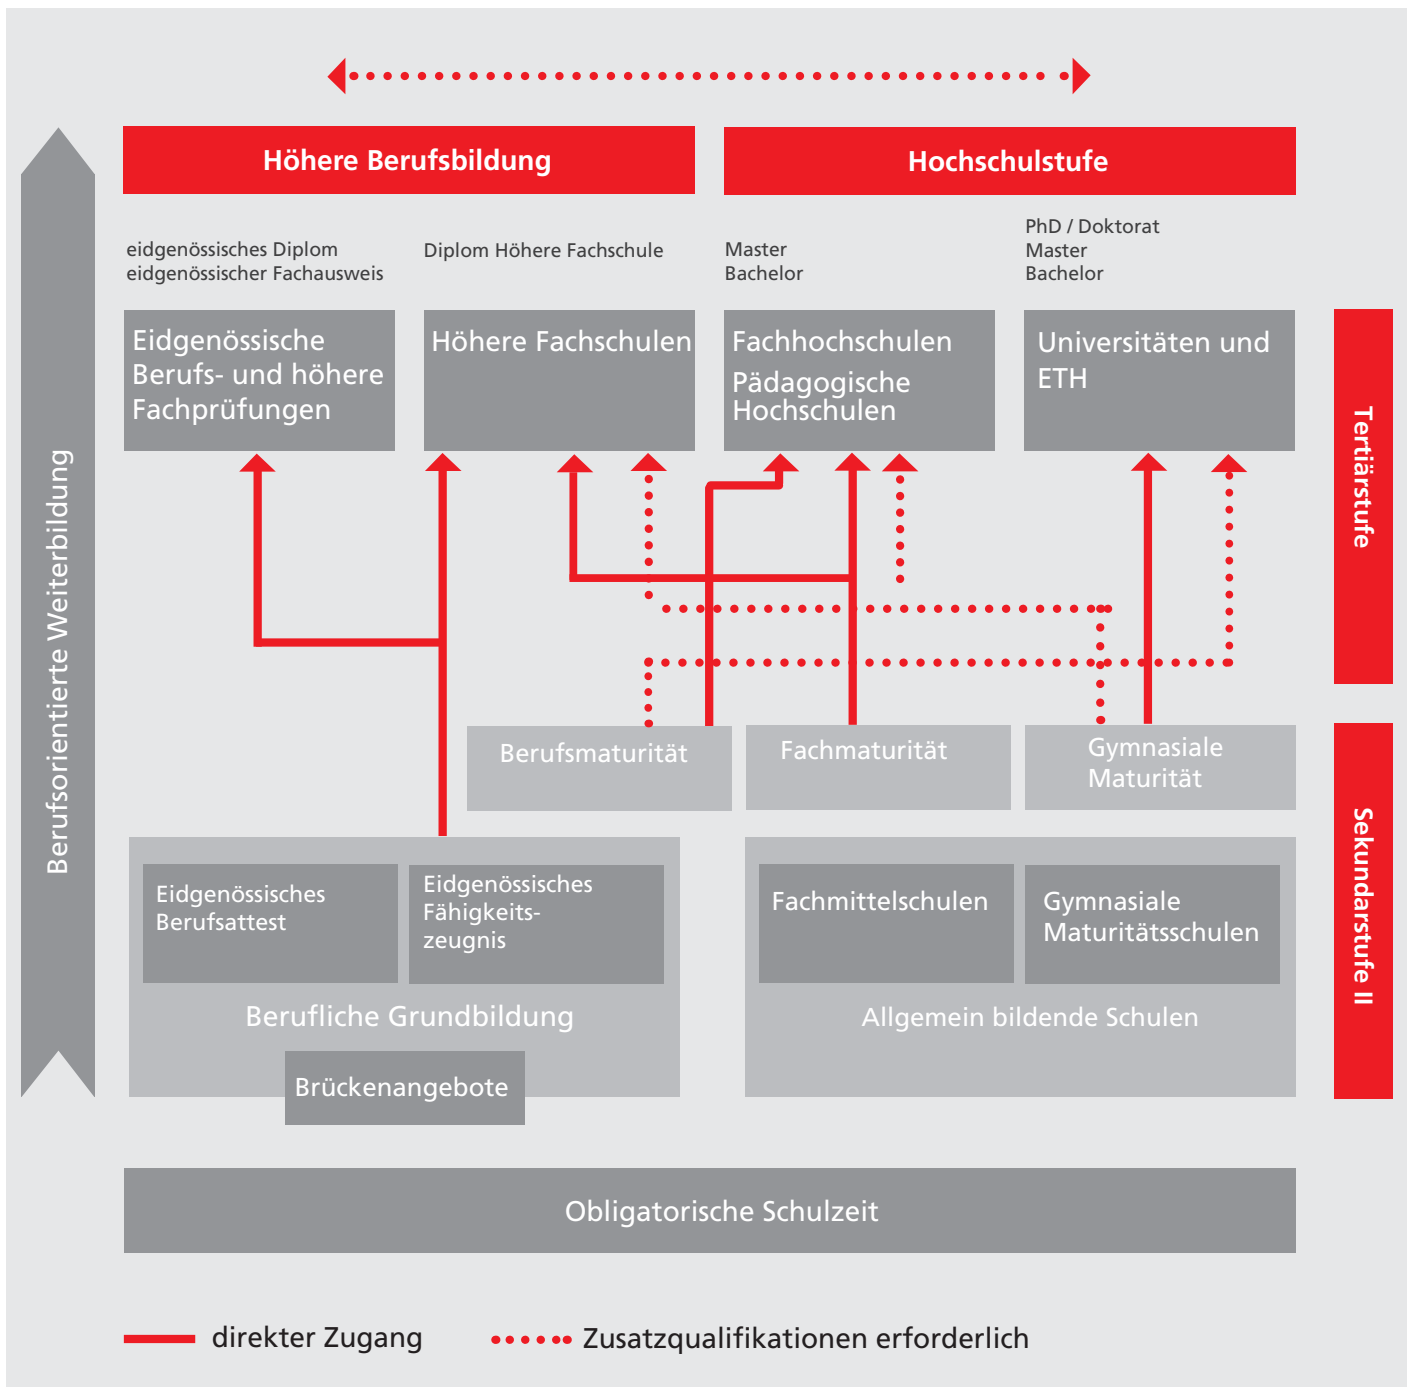 Höhere Berufsbildung
Hochschulstufe
eidgenössisches Diplom
eidgenössischer Fachausweis
Diplom Höhere Fachschule
Master
Bachelor
PhD / Doktorat
Master
Bachelor
Eidgenössische
Berufs- und höhere
Fachprüfungen
Höhere Fachschulen
Fachhochschulen
Pädagogische
Hochschulen
Universitäten und
ETH
Tertiärstufe
Berufsorientierte Weiterbildung
Berufsmaturität
Fachmaturität
Gymnasiale
Maturität
Sekundarstufe II
Eidgenössisches
Berufsattest
Eidgenössisches
Fähigkeits-
zeugnis
Berufliche Grundbildung
Brückenangebote
Fachmittelschulen
Gymnasiale
Maturitätsschulen
Allgemein bildende Schulen
Obligatorische Schulzeit
direkter Zugang
Zusatzqualifikationen erforderlich